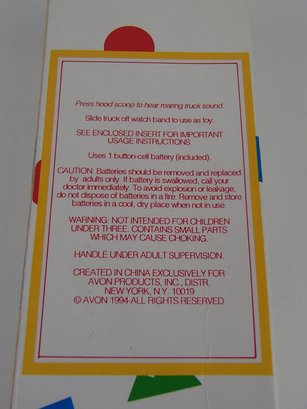 Press hood scoop to hear roaring truck sound.
Slide truck off watch band to use as toy.
SEE ENCLOSED INSERT FOR IMPORTANT
USAGE INSTRUCTIONS.
Uses 1 button-cell battery (included).
CAUTION: Batteries should be removed and replaced
by adults only. If battery is swallowed, call your
doctor immediately. To avoid explosion or leakage,
do not dispose of batteries in a fire. Remove and store
batteries in a cool, dry place when not in use.
WARNING: NOT INTENDED FOR CHILDREN
UNDER THREE. CONTAINS SMALL PARTS
WHICH MAY CAUSE CHOKING.
HANDLE UNDER ADULT SUPERVISION.
CREATED IN CHINA EXCLUSIVELY FOR
AVON PRODUCTS, INC., DISTR.
NEW YORK, N.Y. 10019
© AVON 1994-ALL RIGHTS RESERVED